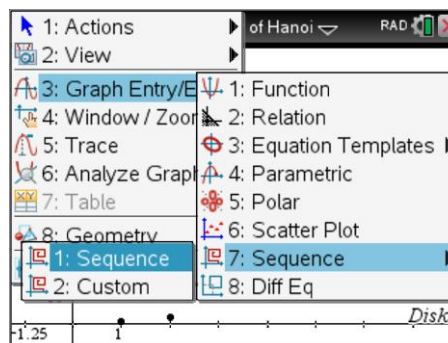 1: Actions
of Hanoi
RAD
2: View
3: Graph Entry/E
1: Function
4: Window / Zoor
2: Relation
5: Trace
3: Equation Templates
6: Analyze Grap
4: Parametric
7: Table
5: Polar
8: Geometry
6: Scatter Plot
1: Sequence
7: Sequence
2: Custom
8: Diff Eq
Disk
-1.25
1